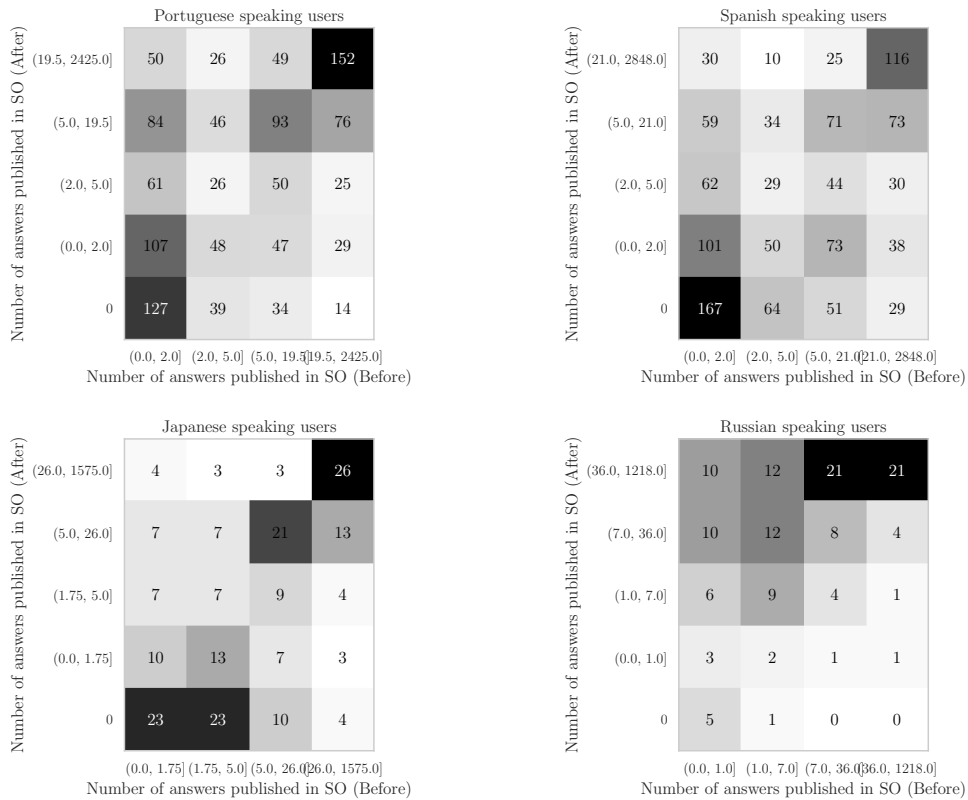 Portuguese speaking users
Number of answers published in SO (After)
(19.5, 2425.0] 50 26 49 152
(5.0, 19.5] 84 46 93 76
(2.0, 5.0] 61 26 50 25
(0.0, 2.0] 107 48 47 29
0 127 39 34 14
(0.0, 2.0] (2.0, 5.0] (5.0, 19.5] (19.5, 2425.0]
Number of answers published in SO (Before)
Spanish speaking users
Number of answers published in SO (After)
(21.0, 2848.0] 30 10 25 116
(5.0, 21.0] 59 34 71 73
(2.0, 5.0] 62 29 44 30
(0.0, 2.0] 101 50 73 38
0 167 64 51 29
(0.0, 2.0] (2.0, 5.0] (5.0, 21.0] (21.0, 2848.0]
Number of answers published in SO (Before)
Japanese speaking users
Number of answers published in SO (After)
(26.0, 1575.0] 4 3 3 26
(5.0, 26.0] 7 7 21 13
(1.75, 5.0] 7 7 9 4
(0.0, 1.75] 10 13 7 3
0 23 23 10 4
(0.0, 1.75] (1.75, 5.0] (5.0, 26.0] (26.0, 1575.0]
Number of answers published in SO (Before)
Russian speaking users
Number of answers published in SO (After)
(36.0, 1218.0] 10 12 21 21
(7.0, 36.0] 10 12 8 4
(1.0, 7.0] 6 9 4 1
(0.0, 1.0] 3 2 1 1
0 5 1 0 0
(0.0, 1.0] (1.0, 7.0] (7.0, 36.0] (36.0, 1218.0]
Number of answers published in SO (Before)